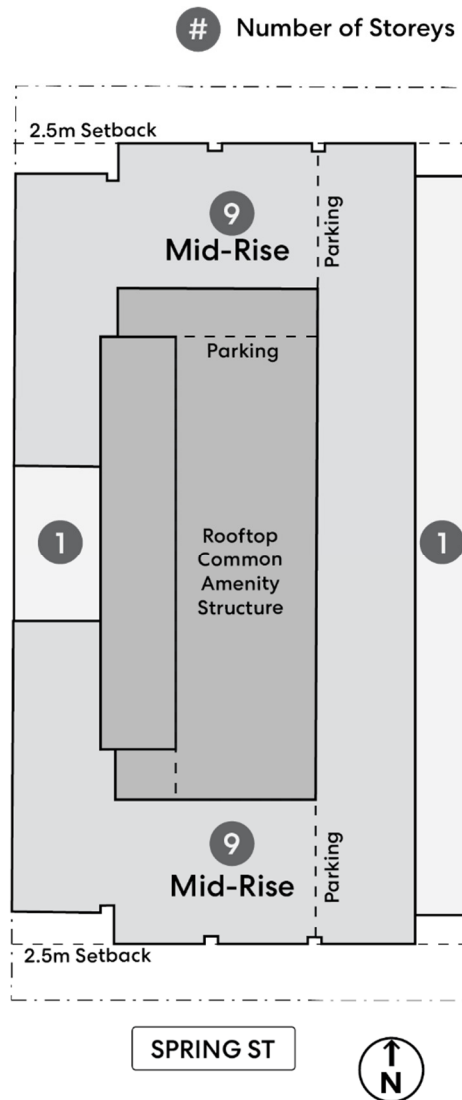 # Number of Storeys
2.5m Setback
9
Mid-Rise
Parking
Parking
1
Rooftop
Common
Amenity
Structure
1
9
Mid-Rise
Parking
2.5m Setback
SPRING ST
N